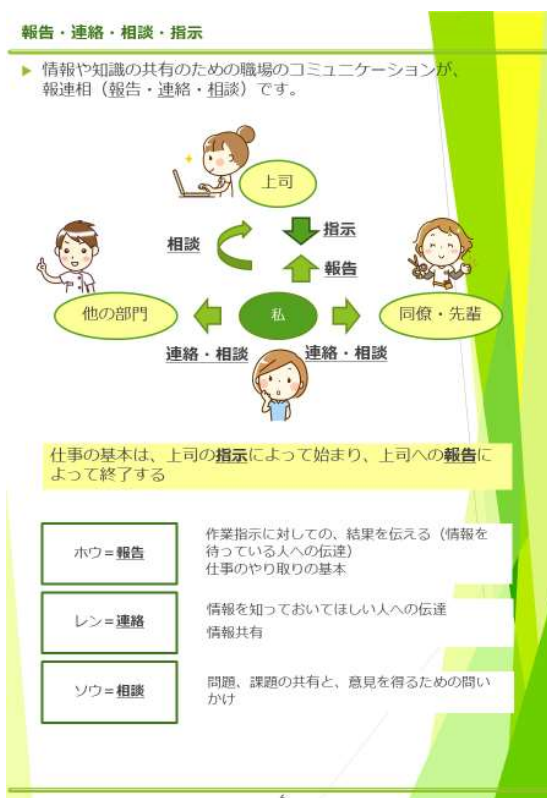 報告・連絡・相談・指示
▶ 情報や知識の共有のための職場のコミュニケーションが、
報連相（報告・連絡・相談）です。
上司
相談
指示
報告
他の部門
私
同僚・先輩
連絡・相談
連絡・相談
仕事の基本は、上司の指示によって始まり、上司への報告に
よって終了する
ホウ＝報告
作業指示に対しての、結果を伝える（情報を
待っている人への伝達）
仕事のやり取りの基本
レン＝連絡
情報を知っておいてほしい人への伝達
情報共有
ソウ＝相談
問題、課題の共有と、意見を得るための問い
かけ